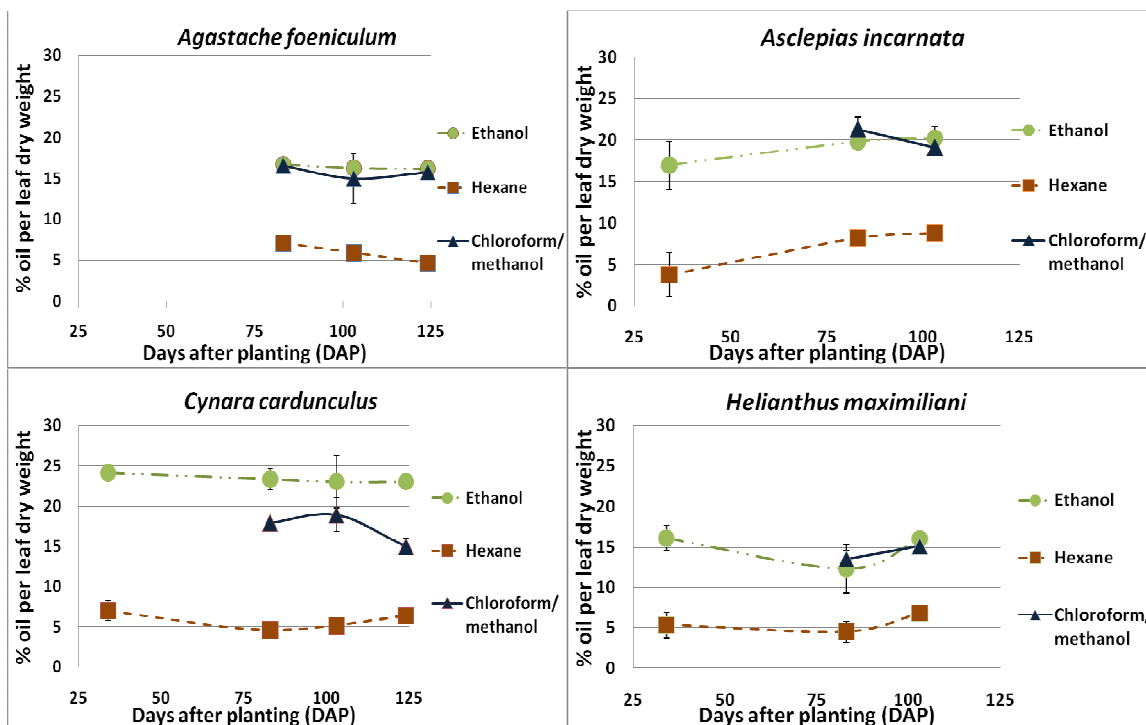 Agastache foeniculum
% oil per leaf dry weight
30
25
20
15
10
5
0
25
50
75
100
125
Days after planting (DAP)
Ethanol
Hexane
Chloroform/
methanol
Asclepias incarnata
% oil per leaf dry weight
30
25
20
15
10
5
0
25
50
75
100
125
Days after planting (DAP)
Ethanol
Hexane
Chloroform/
methanol
Cynara cardunculus
% oil per leaf dry weight
30
25
20
15
10
5
0
25
50
75
100
125
Days after planting (DAP)
Ethanol
Hexane
Chloroform/
methanol
Helianthus maximiliani
% oil per leaf dry weight
30
25
20
15
10
5
0
25
50
75
100
125
Days after planting (DAP)
Ethanol
Hexane
Chloroform/
methanol